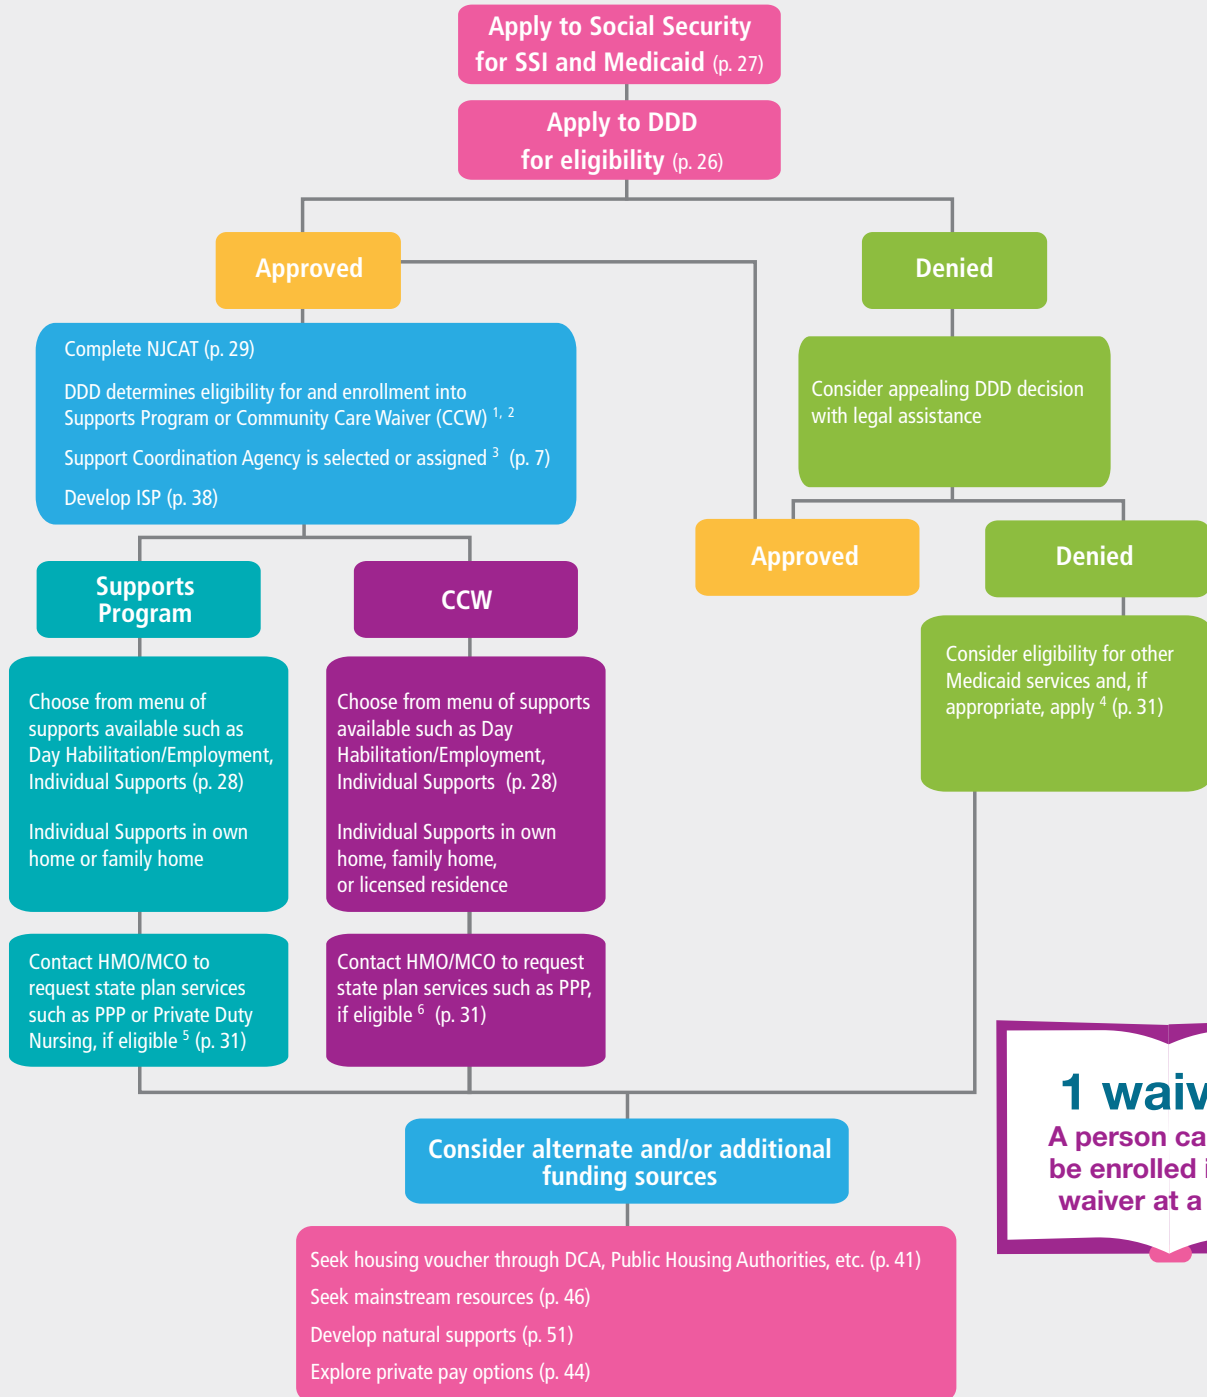 Apply to Social Security
for SSI and Medicaid (p. 27)
Apply to DDD
for eligibility (p. 26)
Approved
Denied
Complete NJCAT (p. 29)
DDD determines eligibility for and enrollment into
Supports Program or Community Care Waiver (CCW) 1, 2
Support Coordination Agency is selected or assigned 3 (p. 7)
Develop ISP (p. 38)
Consider appealing DDD decision
with legal assistance
Approved
Denied
Supports
Program
CCW
Consider eligibility for other
Medicaid services and, if
appropriate, apply 4 (p. 31)
Choose from menu of
supports available such as
Day Habilitation/Employment,
Individual Supports (p. 28)
Individual Supports in own
home or family home
Choose from menu of supports
available such as Day
Habilitation/Employment,
Individual Supports (p. 28)
Individual Supports in own
home, family home,
or licensed residence
Contact HMO/MCO to
request state plan services
such as PPP or Private Duty
Nursing, if eligible 5 (p. 31)
Contact HMO/MCO to request
state plan services such as PPP,
if eligible 6 (p. 31)
1 waiv
A person ca
be enrolled i
waiver at a
Consider alternate and/or additional
funding sources
Seek housing voucher through DCA, Public Housing Authorities, etc. (p. 41)
Seek mainstream resources (p. 46)
Develop natural supports (p. 51)
Explore private pay options (p. 44)